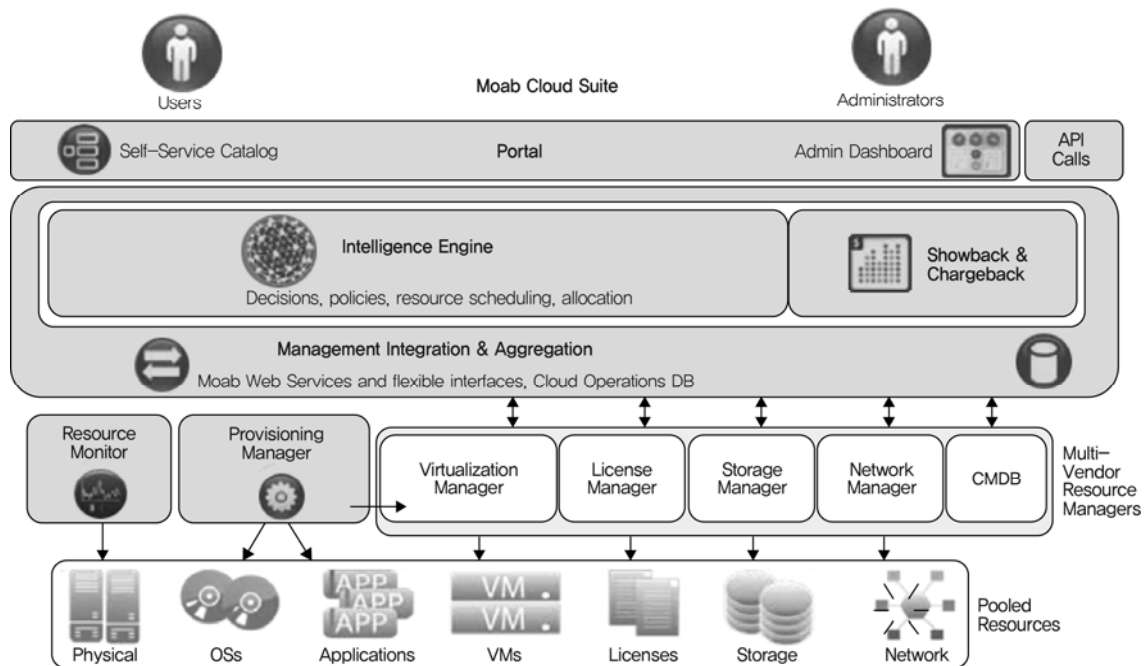 Users
Moab Cloud Suite
Administrators
Self-Service Catalog
Portal
Admin Dashboard
API
Calls
Intelligence Engine
Decisions, policies, resource scheduling, allocation
$
Showback &
Chargeback
Management Integration & Aggregation
Moab Web Services and flexible interfaces, Cloud Operations DB
Resource
Monitor
Provisioning
Manager
Virtualization
Manager
License
Manager
Storage
Manager
Network
Manager
CMDB
Multi-
Vendor
Resource
Managers
APP
APP
APP
VM
VM
Physical
OSs
Applications
VMs
Licenses
Storage
Network
Pooled
Resources